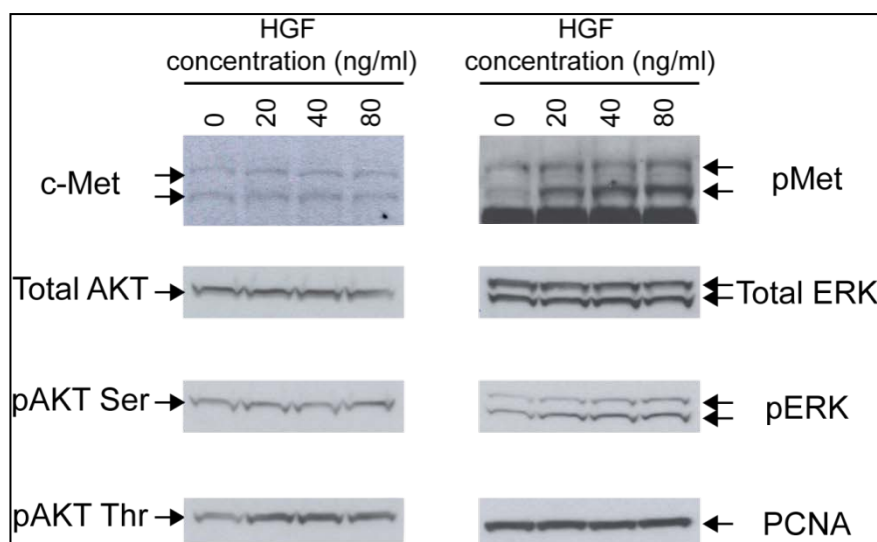 HGF
concentration (ng/ml)
0 20 40 80
HGF
concentration (ng/ml)
0 20 40 80
c-Met
pMet
Total AKT
Total ERK
pAKT Ser
pERK
pAKT Thr
PCNA